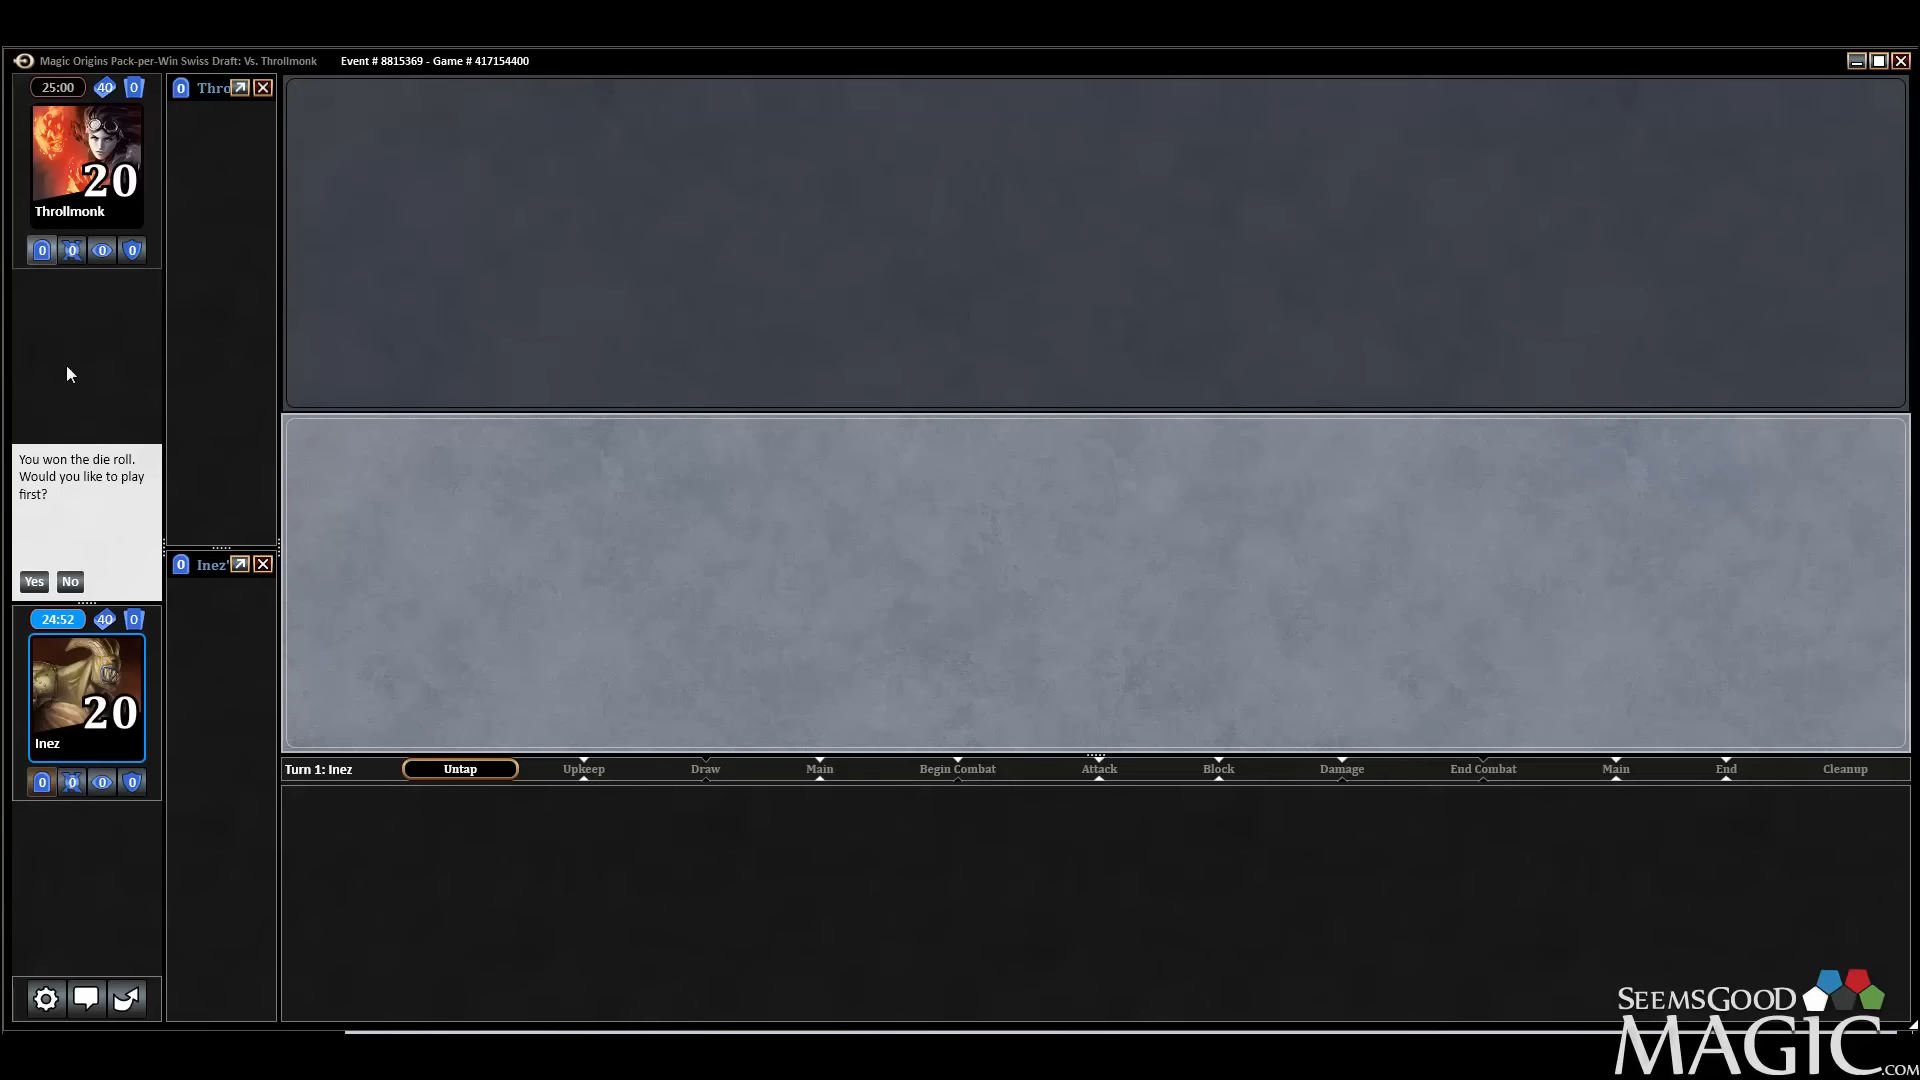 Magic Origins Pack-per-Win Swiss Draft: Vs. Throllmonk Event # 8815369 - Game # 417154400
25:00 40 0
0 Thro
20
Throllmonk
0 0 0 0
You won the die roll.
Would you like to play
first?
Yes No
0 Inez'
24:52 40 0
20
Inez
0 0 0 0
Turn 1: Inez Untap Upkeep Draw Main Begin Combat Attack Block Damage End Combat Main End Cleanup
SEEMSGOOD
MAGIC.COM